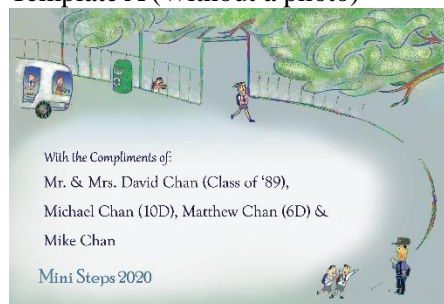 Template A (Without a photo)
With the Compliments of:
Mr. & Mrs. David Chan (Class of ‘89),
Michael Chan (10D), Matthew Chan (6D) &
Mike Chan
Mini Steps 2020